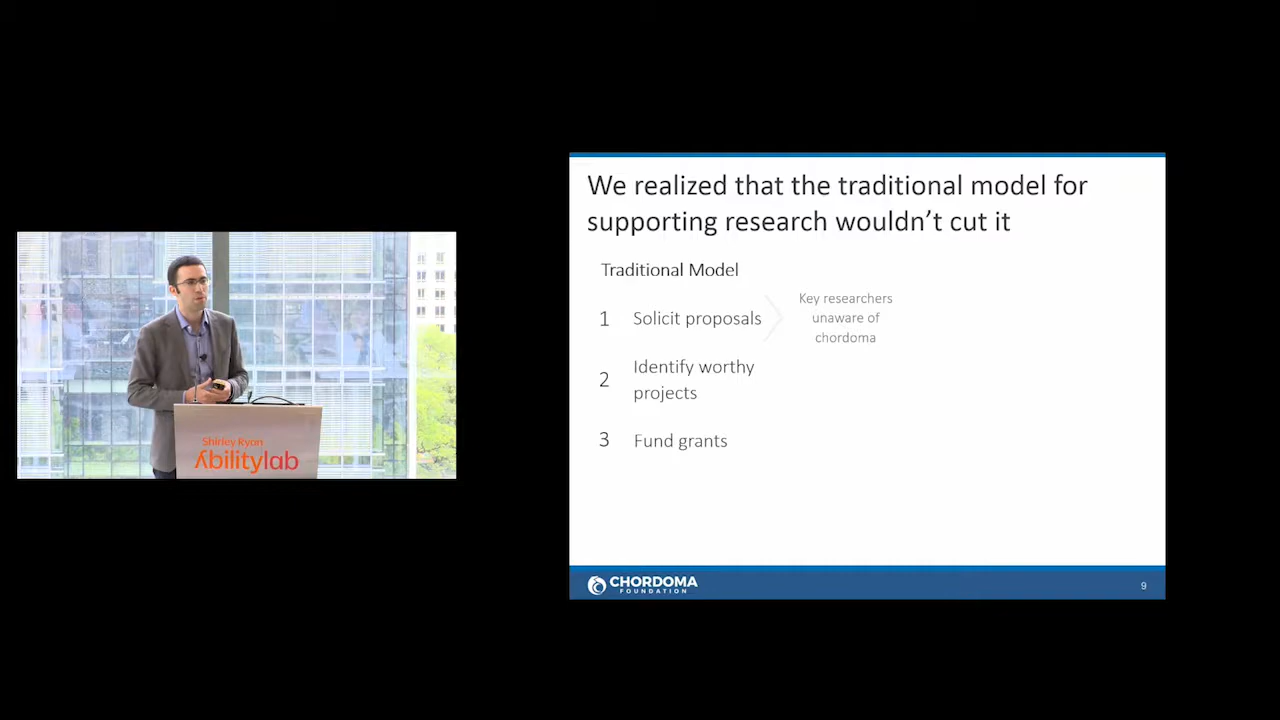 We realized that the traditional model for
supporting research wouldn't cut it
Traditional Model
1 Solicit proposals
Key researchers
unaware of
chordoma
2 Identify worthy
projects
3 Fund grants
CHORDOMA
FOUNDATION
9
Shirley Ryan
Abilitylab